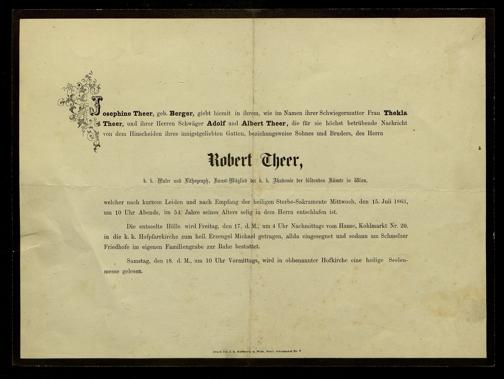 Josephine Theer, geb. Berger, giebt hiemit in ihrem, wie im Namen ihrer Schwiegermutter Frau Thekla
Theer, und ihrer Herren Schwäger Adolf und Albert Theer, die für sie höchst betrübende Nachricht
von dem Hinscheiden ihres innigstgeliebten Gatten, beziehungsweise Sohnes und Bruders, des Herrn
Robert Theer,
k. k. Maler und Lithograph, Kunst-Mitglied der k. k. Akademie der bildenden Künste in Wien,
welcher nach kurzem Leiden und nach Empfang der heiligen Sterbe-Sakramente Mittwoch, den 15. Juli 1863,
um 10 Uhr Abends, im 54. Jahre seines Alters selig in dem Herrn entschlafen ist.
Die entseelte Hülle wird Freitag, den 17. d. M., um 4 Uhr Nachmittags vom Hause, Kohlmarkt Nr. 20,
in die k. k. Hofpfarrkirche zum heil. Erzengel Michael getragen, allda eingesegnet und sodann am Schmelzer
Friedhofe im eigenen Familiengrabe zur Ruhe bestattet.
Samstag, den 18. d. M., um 10 Uhr Vormittags, wird in obbenannter Hofkirche eine heilige Seelen-
messe gelesen.